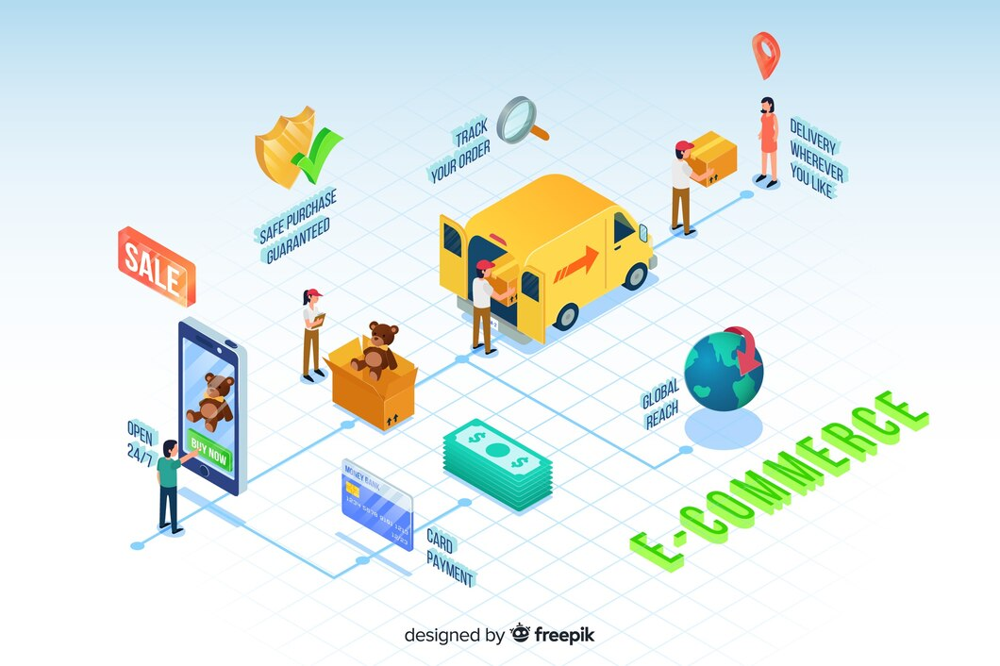 TRACK
YOUR ORDER
DELIVERY
WHEREVER
YOU LIKE
SAFE PURCHASE
GUARANTEED
SALE
OPEN
24/7
BUY NOW
GLOBAL
REACH
MONEY BANK
CARD
PAYMENT
E-COMMERCE
designed by freepik